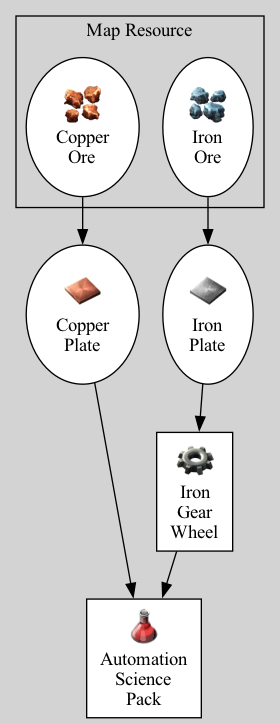 Map Resource
Copper
Ore
Iron
Ore
Copper
Plate
Iron
Plate
Iron
Gear
Wheel
Automation
Science
Pack